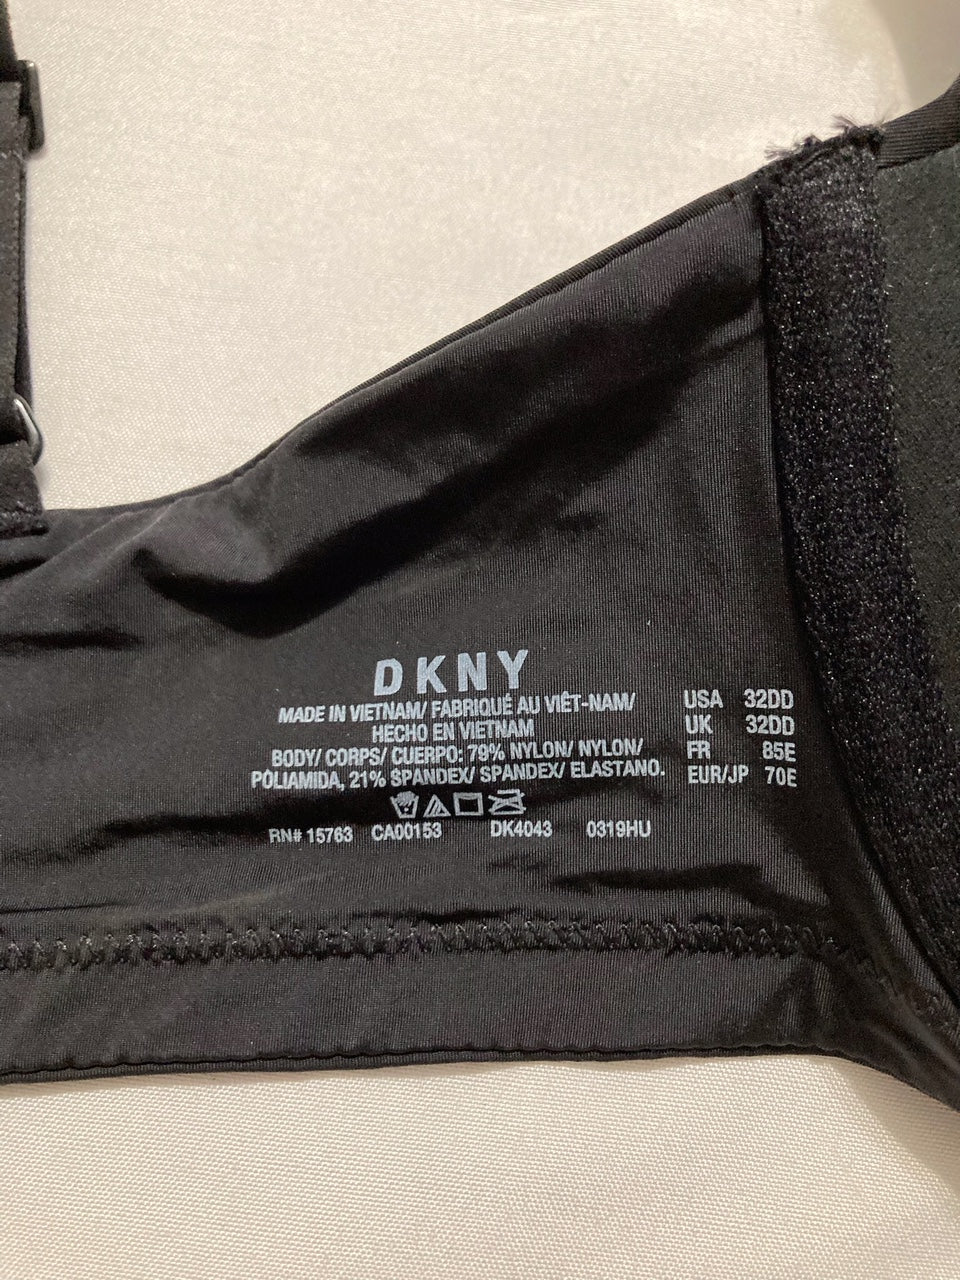 DKNY
MADE IN VIETNAM/ FABRIQUÉ AU VIÊT-NAM/
HECHO EN VIETNAM
BODY/ CORPS/ CUERPO: 79% NYLON/ NYLON/
POLIAMIDA, 21% SPANDEX/ SPANDEX/ ELASTANO.
RN# 15763 CA00153 DK4043 0319HU
USA 32DD
UK 32DD
FR 85E
EUR/JP 70E